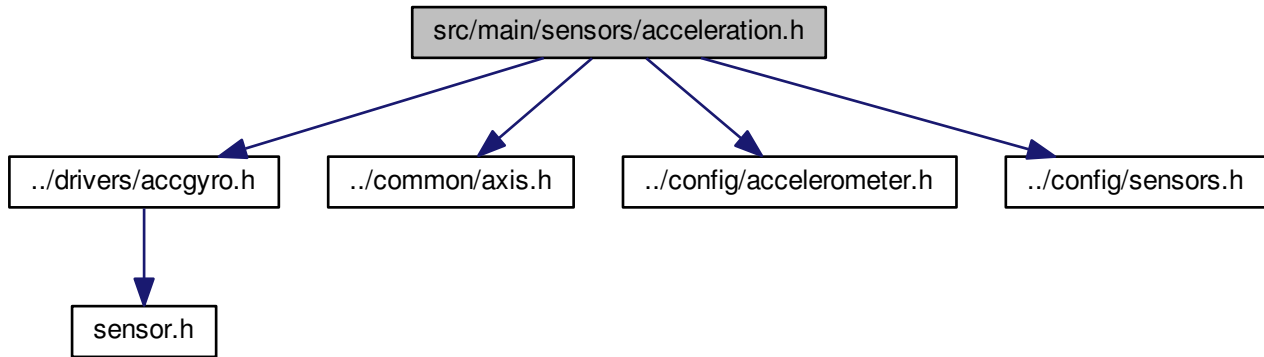 src/main/sensors/acceleration.h
../drivers/accgyro.h
../common/axis.h
../config/accelerometer.h
../config/sensors.h
sensor.h